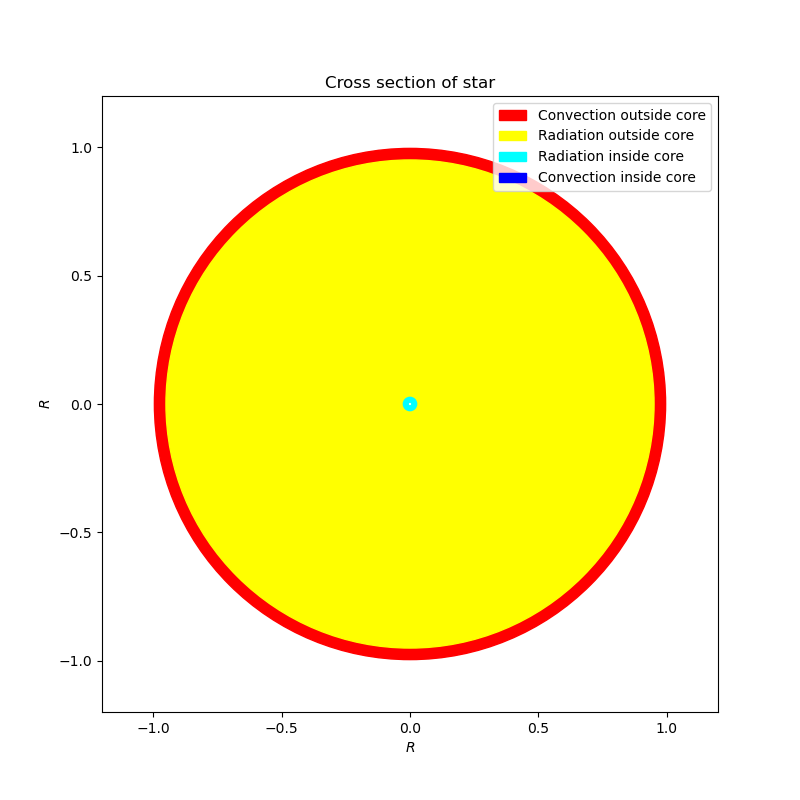 Cross section of star
Convection outside core
Radiation outside core
Radiation inside core
Convection inside core
1.0
0.5
0.0
−0.5
−1.0
R
−1.0 −0.5 0.0 0.5 1.0
R